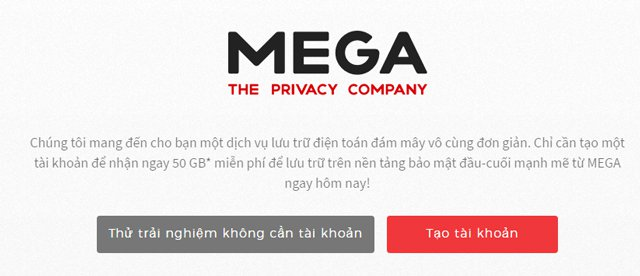 MEGA
THE PRIVACY COMPANY
Chúng tôi mang đến cho bạn một dịch vụ lưu trữ điện toán đám mây vô cùng đơn giản. Chỉ cần tạo một
tài khoản để nhận ngay 50 GB* miễn phí để lưu trữ trên nền tảng bảo mật đầu-cuối mạnh mẽ từ MEGA
ngay hôm nay!
Thử trải nghiệm không cần tài khoản
Tạo tài khoản